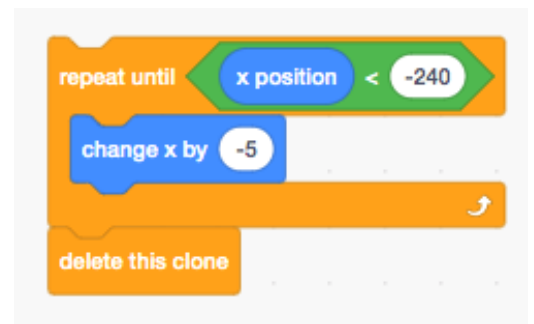 repeat until x position < -240
change x by -5
delete this clone